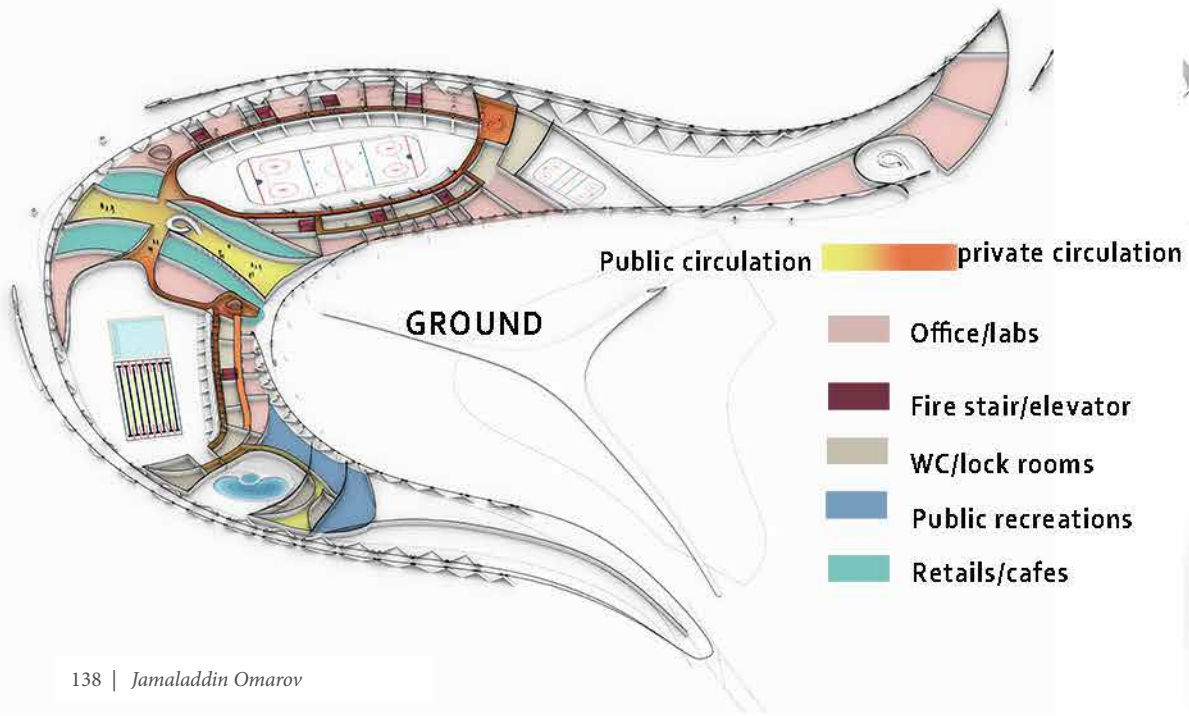 Public circulation
private circulation
GROUND
Office/labs
Fire stair/elevator
WC/lock rooms
Public recreations
Retails/cafes
138 | Jamaladdin Omarov